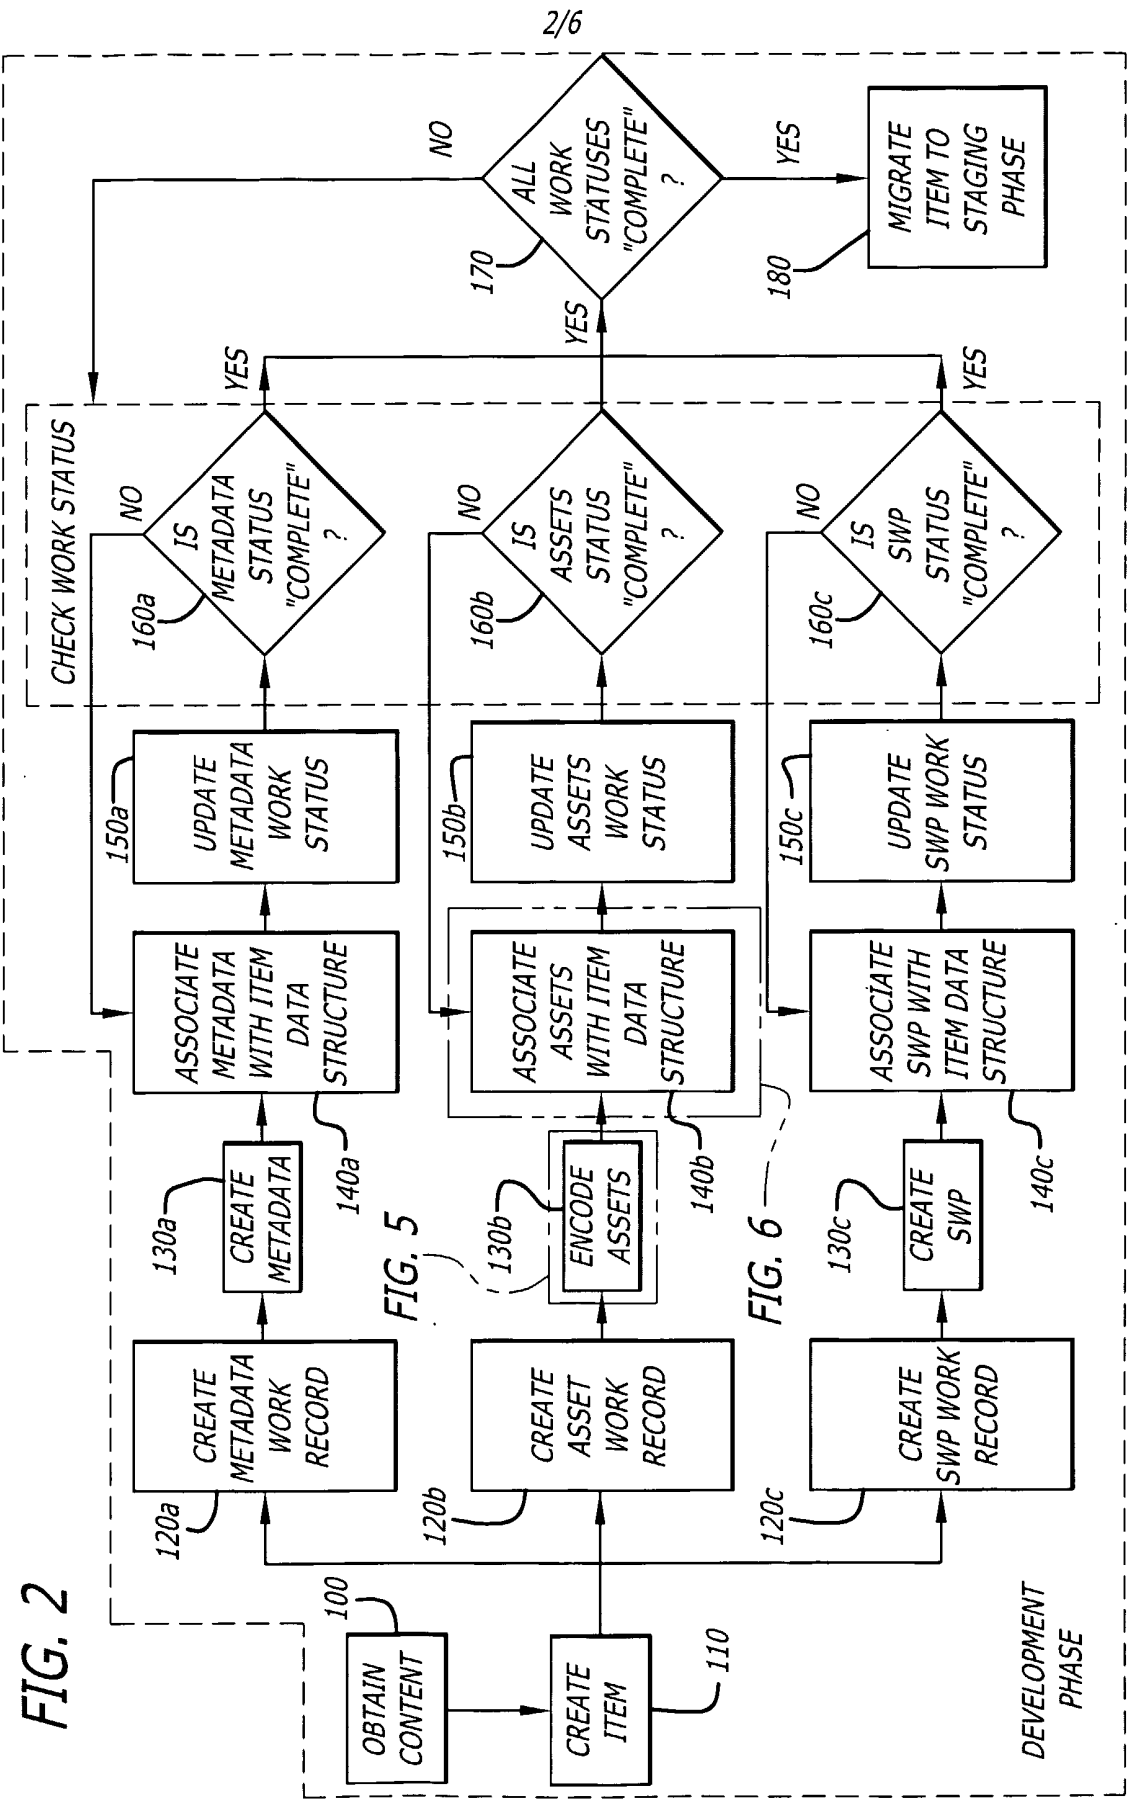 2/6
FIG. 2
OBTAIN
CONTENT
100
CREATE
ITEM
110
CREATE
METADATA
WORK
RECORD
120a
CREATE
METADATA
130a
ASSOCIATE
METADATA
WITH ITEM
DATA
STRUCTURE
140a
UPDATE
METADATA
WORK
STATUS
150a
CHECK WORK STATUS
IS
METADATA
STATUS
"COMPLETE"
?
160a
NO
YES
CREATE
ASSET
WORK
RECORD
120b
FIG. 5
ENCODE
ASSETS
130b
ASSOCIATE
ASSETS
WITH ITEM
DATA
STRUCTURE
140b
FIG. 6
UPDATE
ASSETS
WORK
STATUS
150b
IS
ASSETS
STATUS
"COMPLETE"
?
160b
NO
YES
CREATE
SWP WORK
RECORD
120c
CREATE
SWP
130c
ASSOCIATE
SWP WITH
ITEM DATA
STRUCTURE
140c
UPDATE
SWP WORK
STATUS
150c
IS
SWP
STATUS
"COMPLETE"
?
160c
NO
YES
ALL
WORK
STATUSES
"COMPLETE"
?
170
NO
YES
MIGRATE
ITEM TO
STAGING
PHASE
180
DEVELOPMENT
PHASE